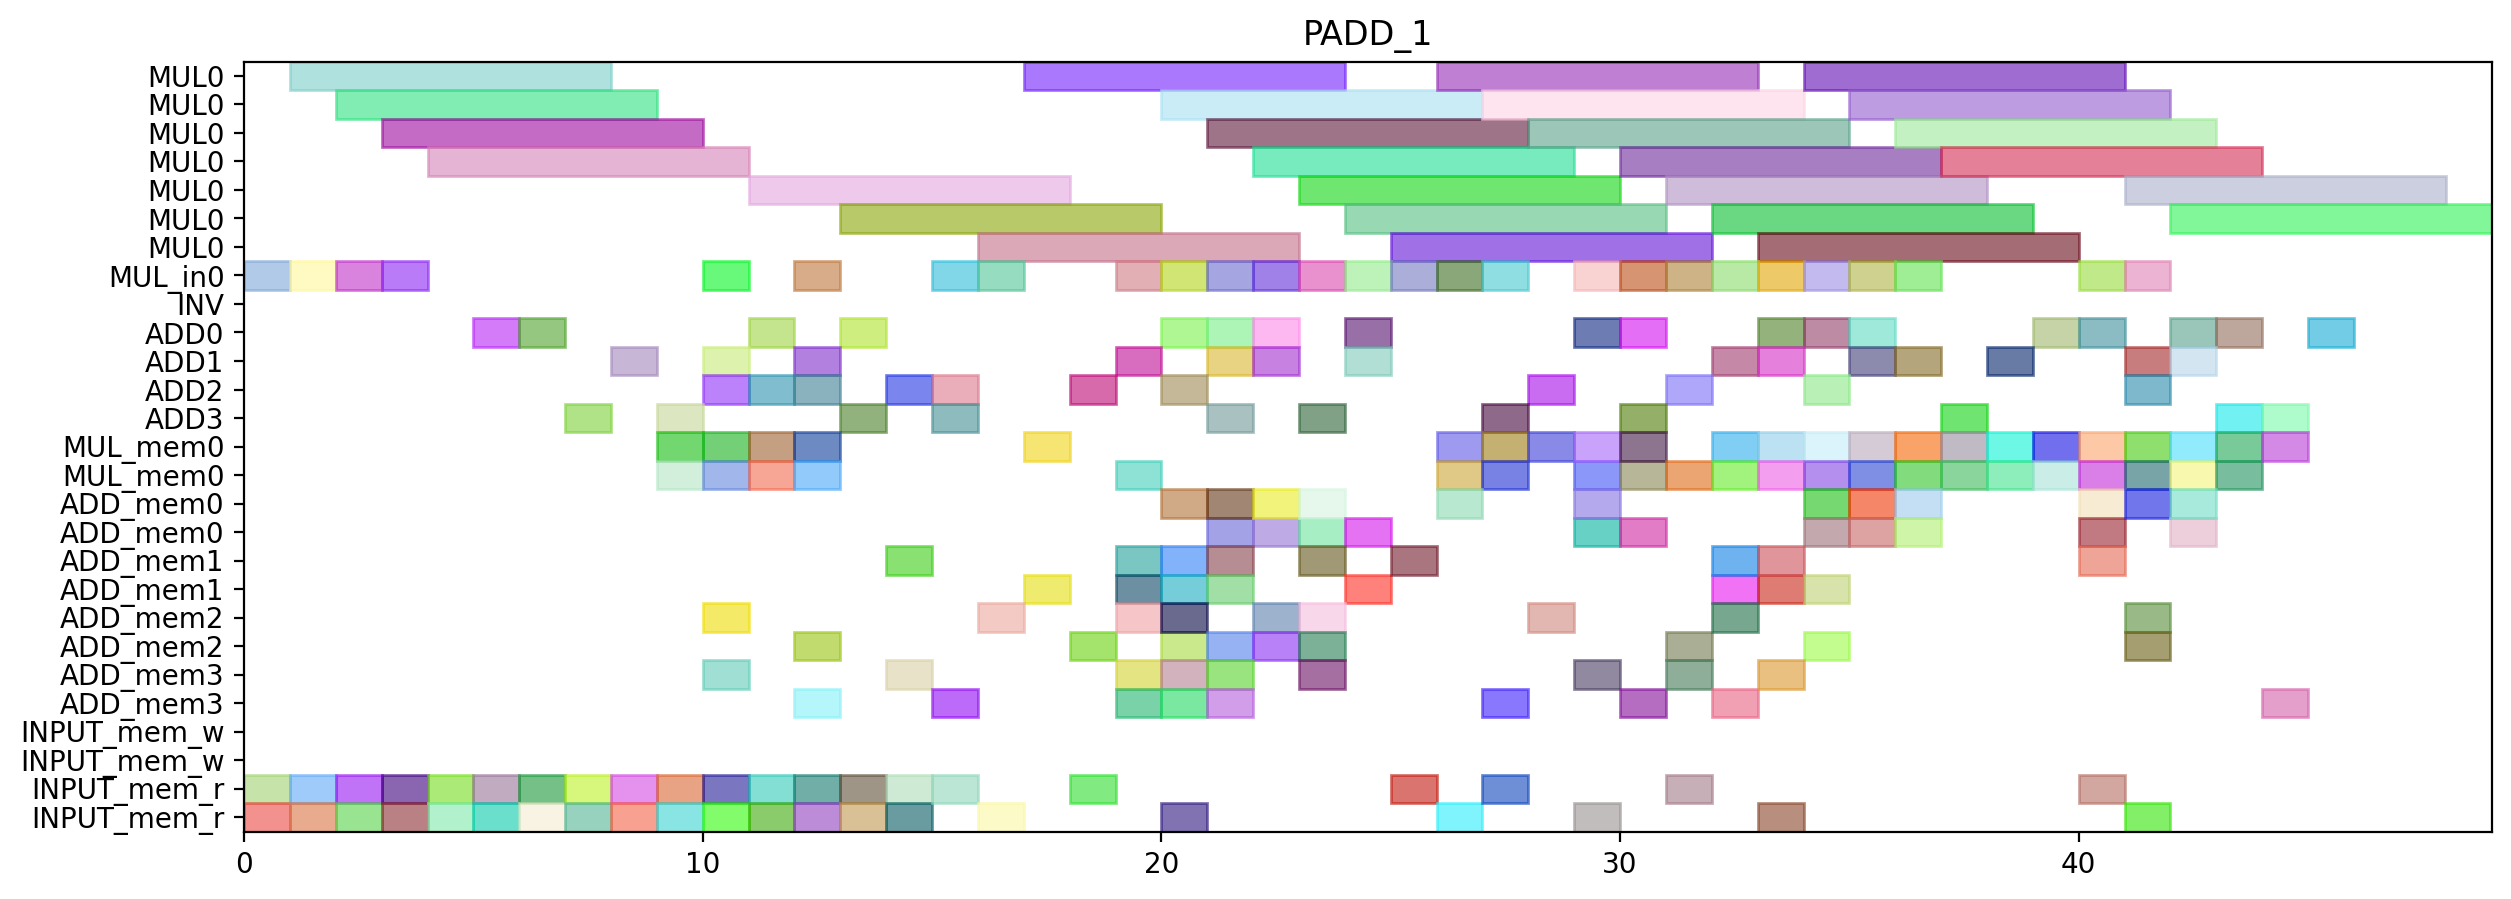 PADD_1
MUL0
MUL0
MUL0
MUL0
MUL0
MUL0
MUL0
MUL_in0
INV
ADD0
ADD1
ADD2
ADD3
MUL_mem0
MUL_mem0
ADD_mem0
ADD_mem0
ADD_mem1
ADD_mem1
ADD_mem2
ADD_mem2
ADD_mem3
ADD_mem3
INPUT_mem_w
INPUT_mem_w
INPUT_mem_r
INPUT_mem_r
0 10 20 30 40